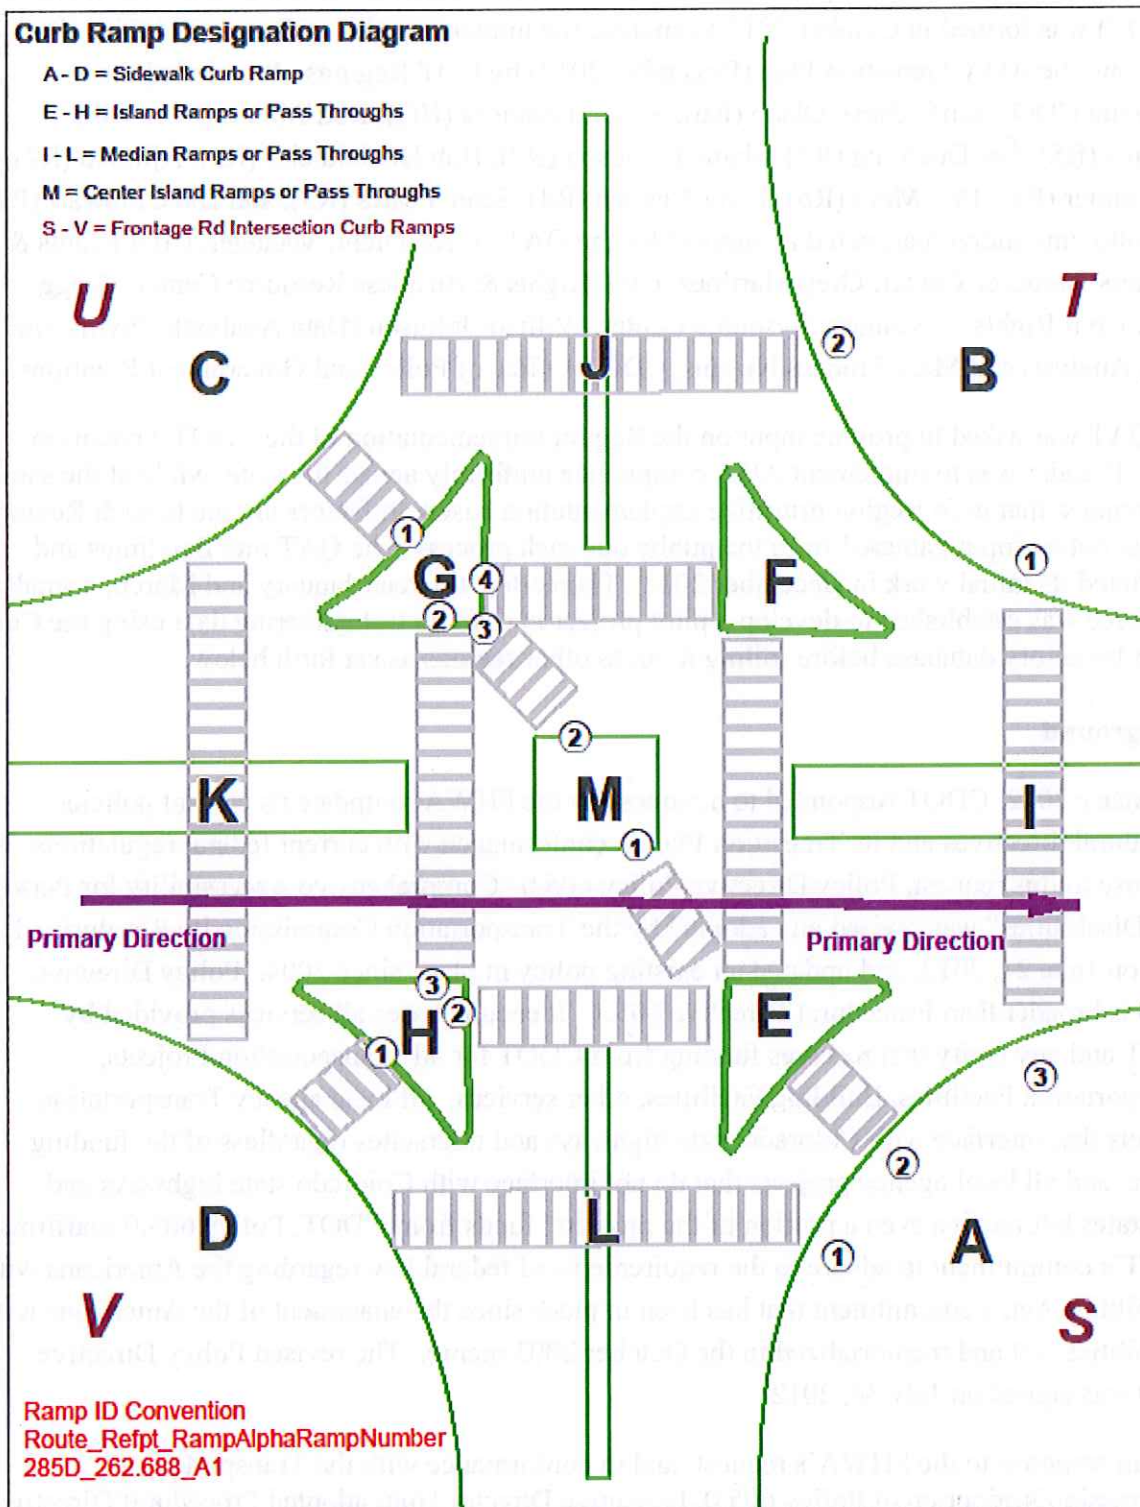 Curb Ramp Designation Diagram
A - D = Sidewalk Curb Ramp
E - H = Island Ramps or Pass Throughs
I - L = Median Ramps or Pass Throughs
M = Center Island Ramps or Pass Throughs
S - V = Frontage Rd Intersection Curb Ramps
U
T
C
J
2
B
1
1
G
4
F
2
3
2
K
M
I
1
Primary Direction
Primary Direction
3
H
2
E
1
3
2
D
L
1
A
V
S
Ramp ID Convention
Route_Refpt_RampAlphaRampNumber
285D_262.688_A1